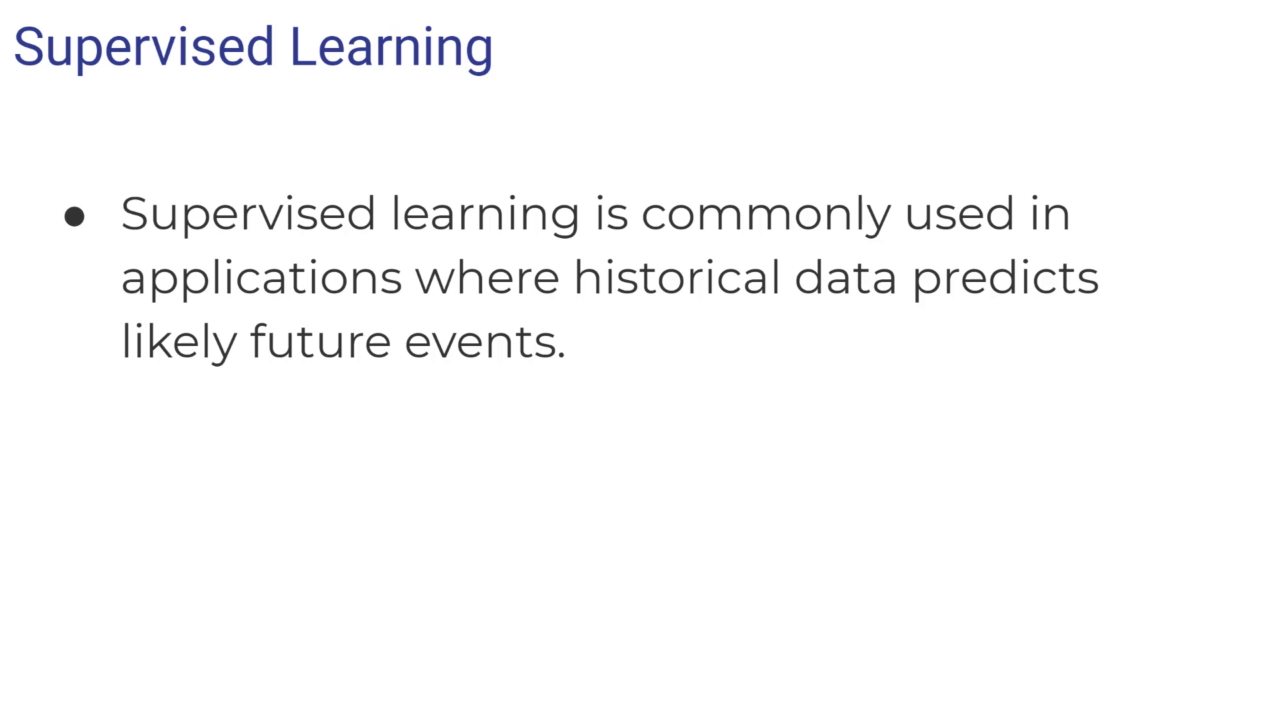 Supervised Learning
● Supervised learning is commonly used in
applications where historical data predicts
likely future events.